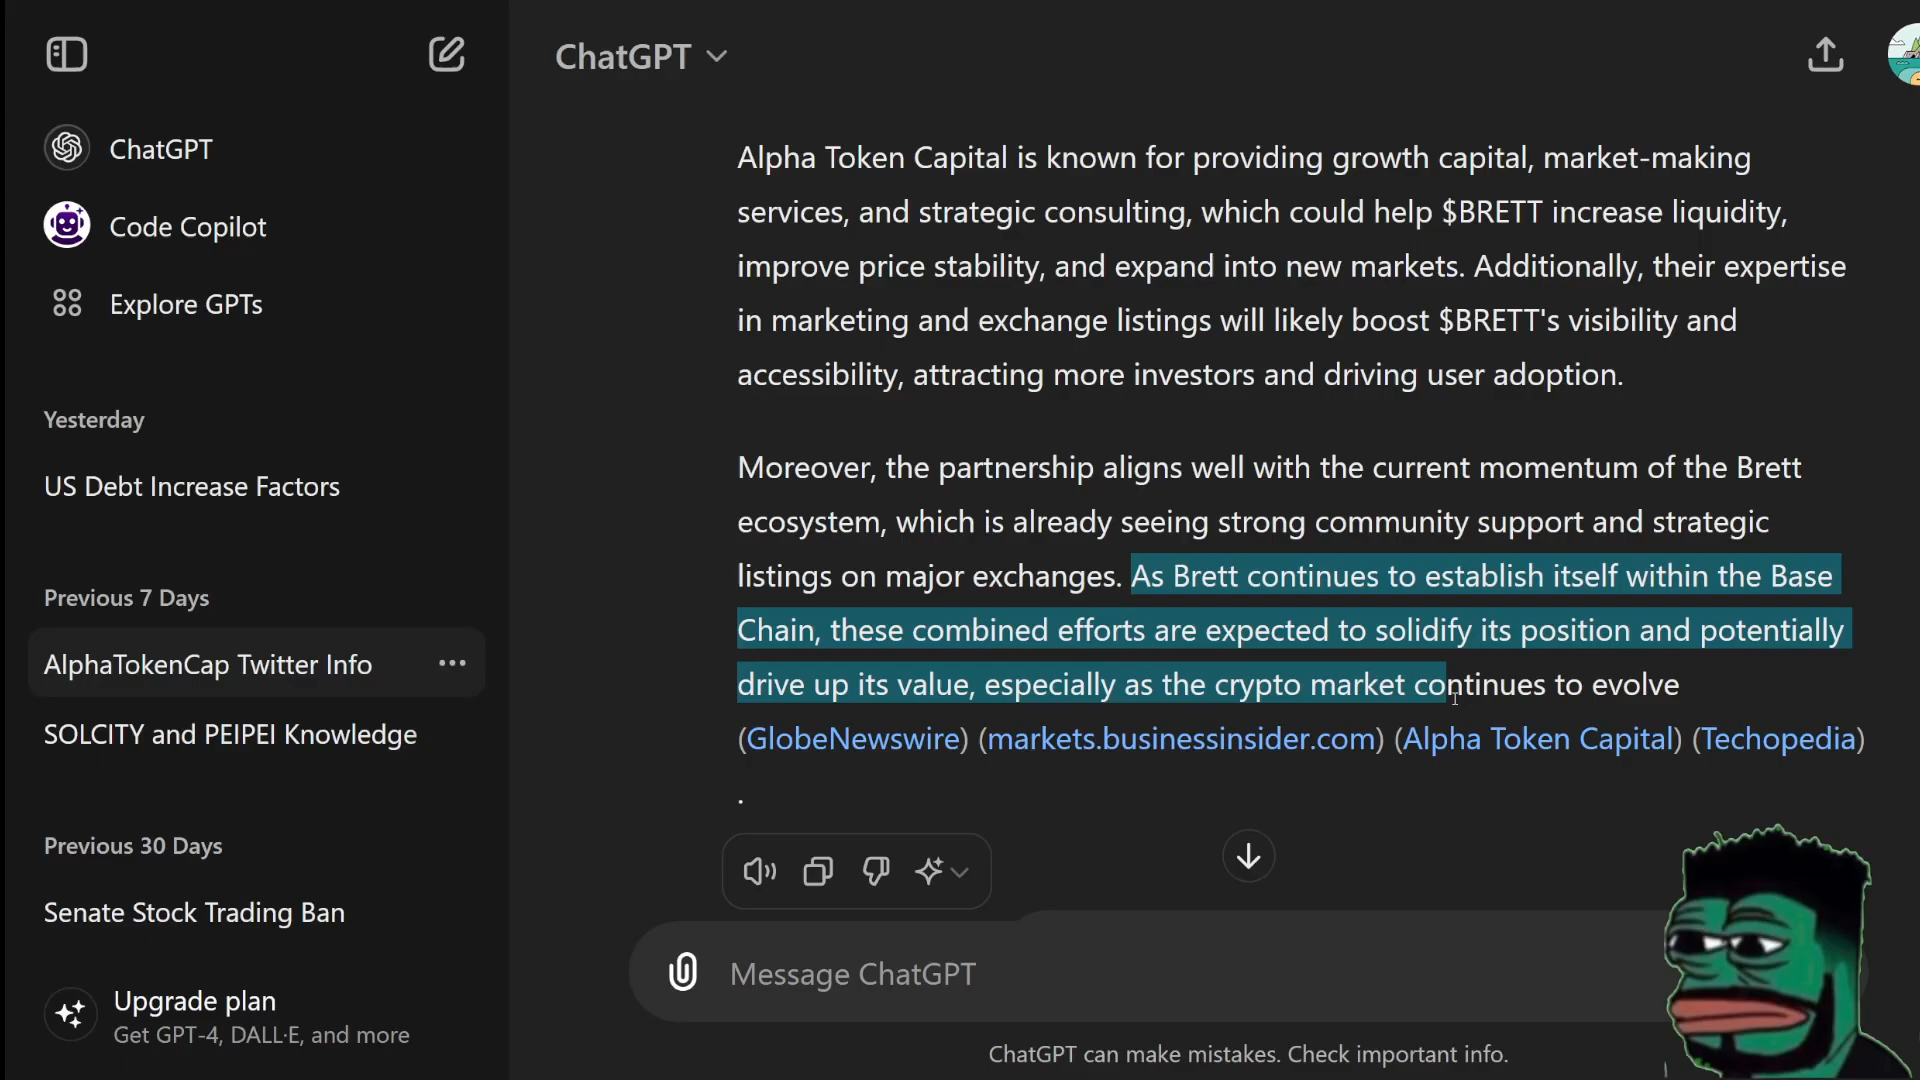 ChatGPT
Code Copilot
Explore GPTs
Yesterday
US Debt Increase Factors
Previous 7 Days
AlphaTokenCap Twitter Info
SOLCITY and PEIPEI Knowledge
Previous 30 Days
Senate Stock Trading Ban
Upgrade plan
Get GPT-4, DALL·E, and more
ChatGPT
Alpha Token Capital is known for providing growth capital, market-making
services, and strategic consulting, which could help $BRETT increase liquidity,
improve price stability, and expand into new markets. Additionally, their expertise
in marketing and exchange listings will likely boost $BRETT's visibility and
accessibility, attracting more investors and driving user adoption.
Moreover, the partnership aligns well with the current momentum of the Brett
ecosystem, which is already seeing strong community support and strategic
listings on major exchanges. As Brett continues to establish itself within the Base
Chain, these combined efforts are expected to solidify its position and potentially
drive up its value, especially as the crypto market continues to evolve
(GlobeNewswire) (markets.businessinsider.com) (Alpha Token Capital) (Techopedia)
.
Message ChatGPT
ChatGPT can make mistakes. Check important info.